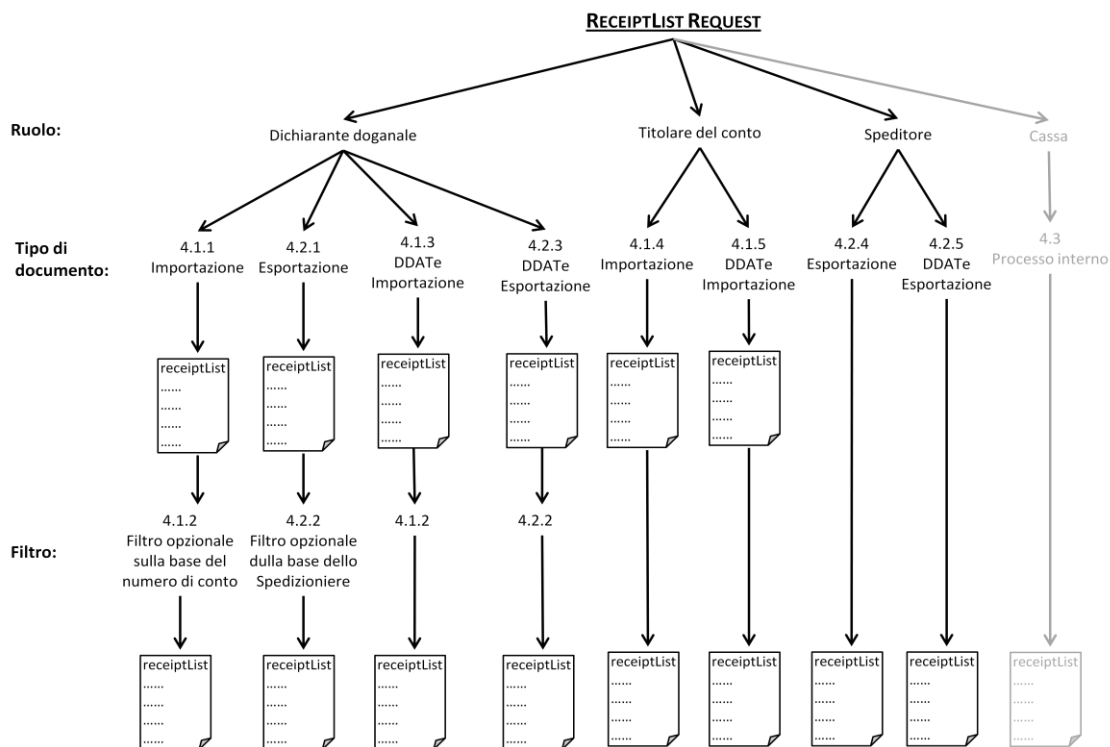 RECEIPTLIST REQUEST
Ruolo:
Dichiarante doganale
Titolare del conto
Speditore
Cassa
Tipo di
documento:
4.1.1
Importazione
4.2.1
Esportazione
4.1.3
DDATe
Importazione
4.2.3
DDATe
Esportazione
4.1.4
Importazione
4.1.5
DDATe
Importazione
4.2.4
Esportazione
4.2.5
DDATe
Esportazione
4.3
Processo interno
receiptList
......
......
......
......
receiptList
......
......
......
......
receiptList
......
......
......
......
receiptList
......
......
......
......
receiptList
......
......
......
......
receiptList
......
......
......
......
Filtro:
4.1.2
Filtro opzionale
sulla base del
numero di conto
4.2.2
Filtro opzionale
dulla base dello
Spedizioniere
4.1.2
4.2.2
receiptList
......
......
......
......
receiptList
......
......
......
......
receiptList
......
......
......
......
receiptList
......
......
......
......
receiptList
......
......
......
......
receiptList
......
......
......
......
receiptList
......
......
......
......
receiptList
......
......
......
......
receiptList
......
......
......
......